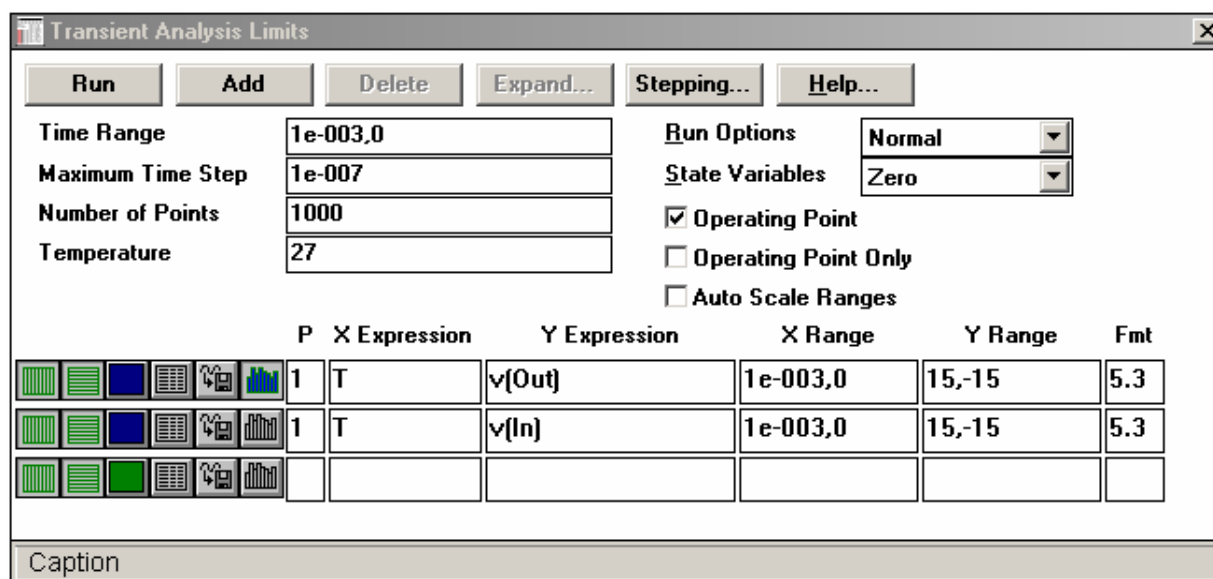 Transient Analysis Limits
Run Add Delete Expand... Stepping... Help...
Time Range 1e-003,0 Run Options Normal
Maximum Time Step 1e-007 State Variables Zero
Number of Points 1000 Operating Point
Temperature 27 Operating Point Only
Auto Scale Ranges
P X Expression Y Expression X Range Y Range Fmt
1 T v(Out) 1e-003,0 15,-15 5.3
1 T v(In) 1e-003,0 15,-15 5.3
Caption